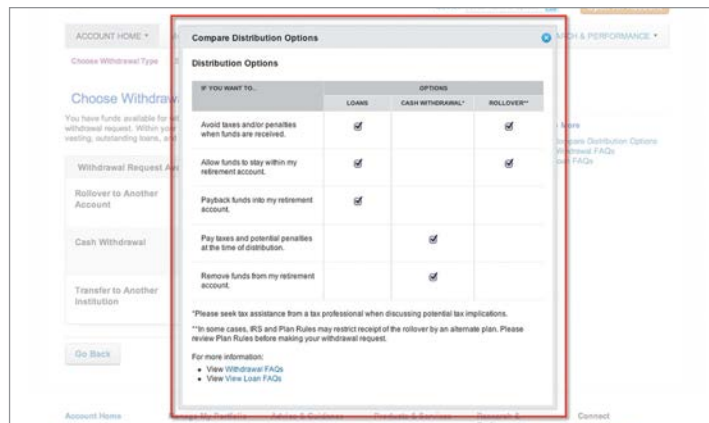 ACCOUNT HOME
Compare Distribution Options
& PERFORMANCE
Choose Withdrawal Type
Distribution Options
IF YOU WANT TO...
OPTIONS
LOANS
CASH WITHDRAWAL*
ROLLOVER**
Choose Withdraw
You have funds available for
withdrawal request. Within your
vesting, outstanding loans, and
Avoid taxes and/or penalties
when funds are received.
More
Compare Distribution Options
Withdrawal FAQs
Loan FAQs
Allow funds to stay within my
retirement account.
Withdrawal Request
Rollover to Another
Account
Payback funds into my retirement
account.
Cash Withdrawal
Pay taxes and potential penalties
at the time of distribution.
Remove funds from my retirement
account.
Transfer to Another
Institution
*Please seek tax assistance from a tax professional when discussing potential tax implications.
**In some cases, IRS and Plan Rules may restrict receipt of the rollover by an alternate plan. Please
review Plan Rules before making your withdrawal request.
Go Back
For more information:
• View Withdrawal FAQs
• View View Loan FAQs
Account Home
Manage My Portfolio
Advice & Guidance
Products & Services
Research &
Connect